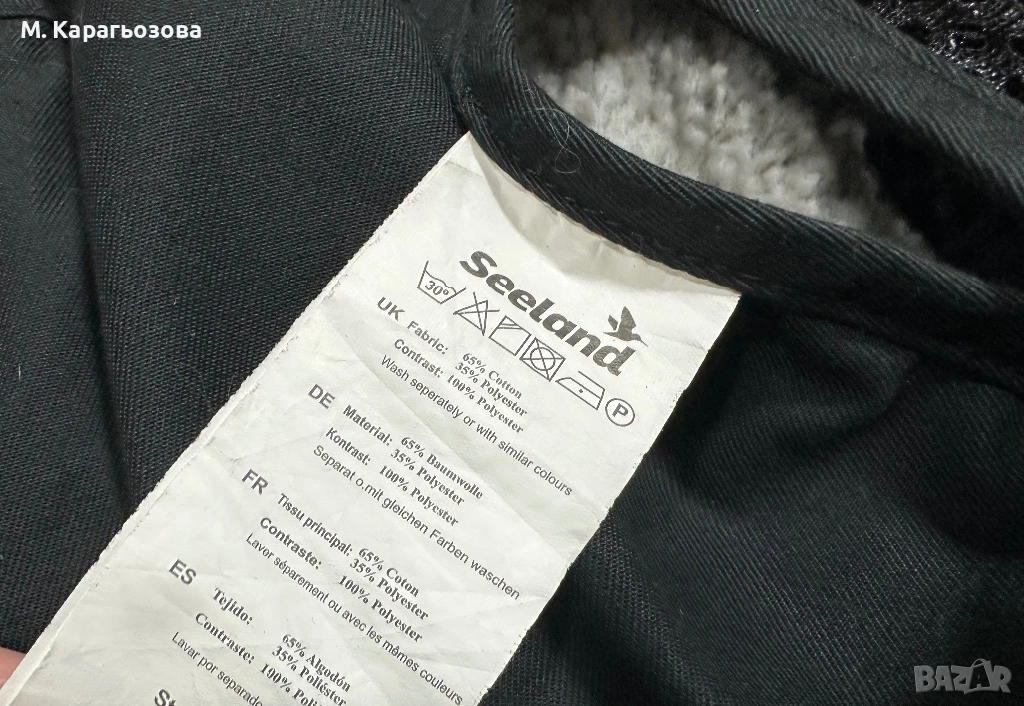 М. Карагьозова
Seeland
30°
P
UK Fabric: 65% Cotton
35% Polyester
Contrast: 100% Polyester
Wash seperately or with similar colours
DE Material: 65% Baumwolle
35% Polyester
Kontrast: 100% Polyester
Separat o.mit gleichen Farben waschen
FR Tissu principal: 65% Coton
35% Polyester
Contraste: 100% Polyester
Laver séparement ou avec les mêmes couleurs
ES Tejido: 65% Algodón
35% Poliéster
Contraste: 100% Poliéster
Lavar por separado
BAZAR